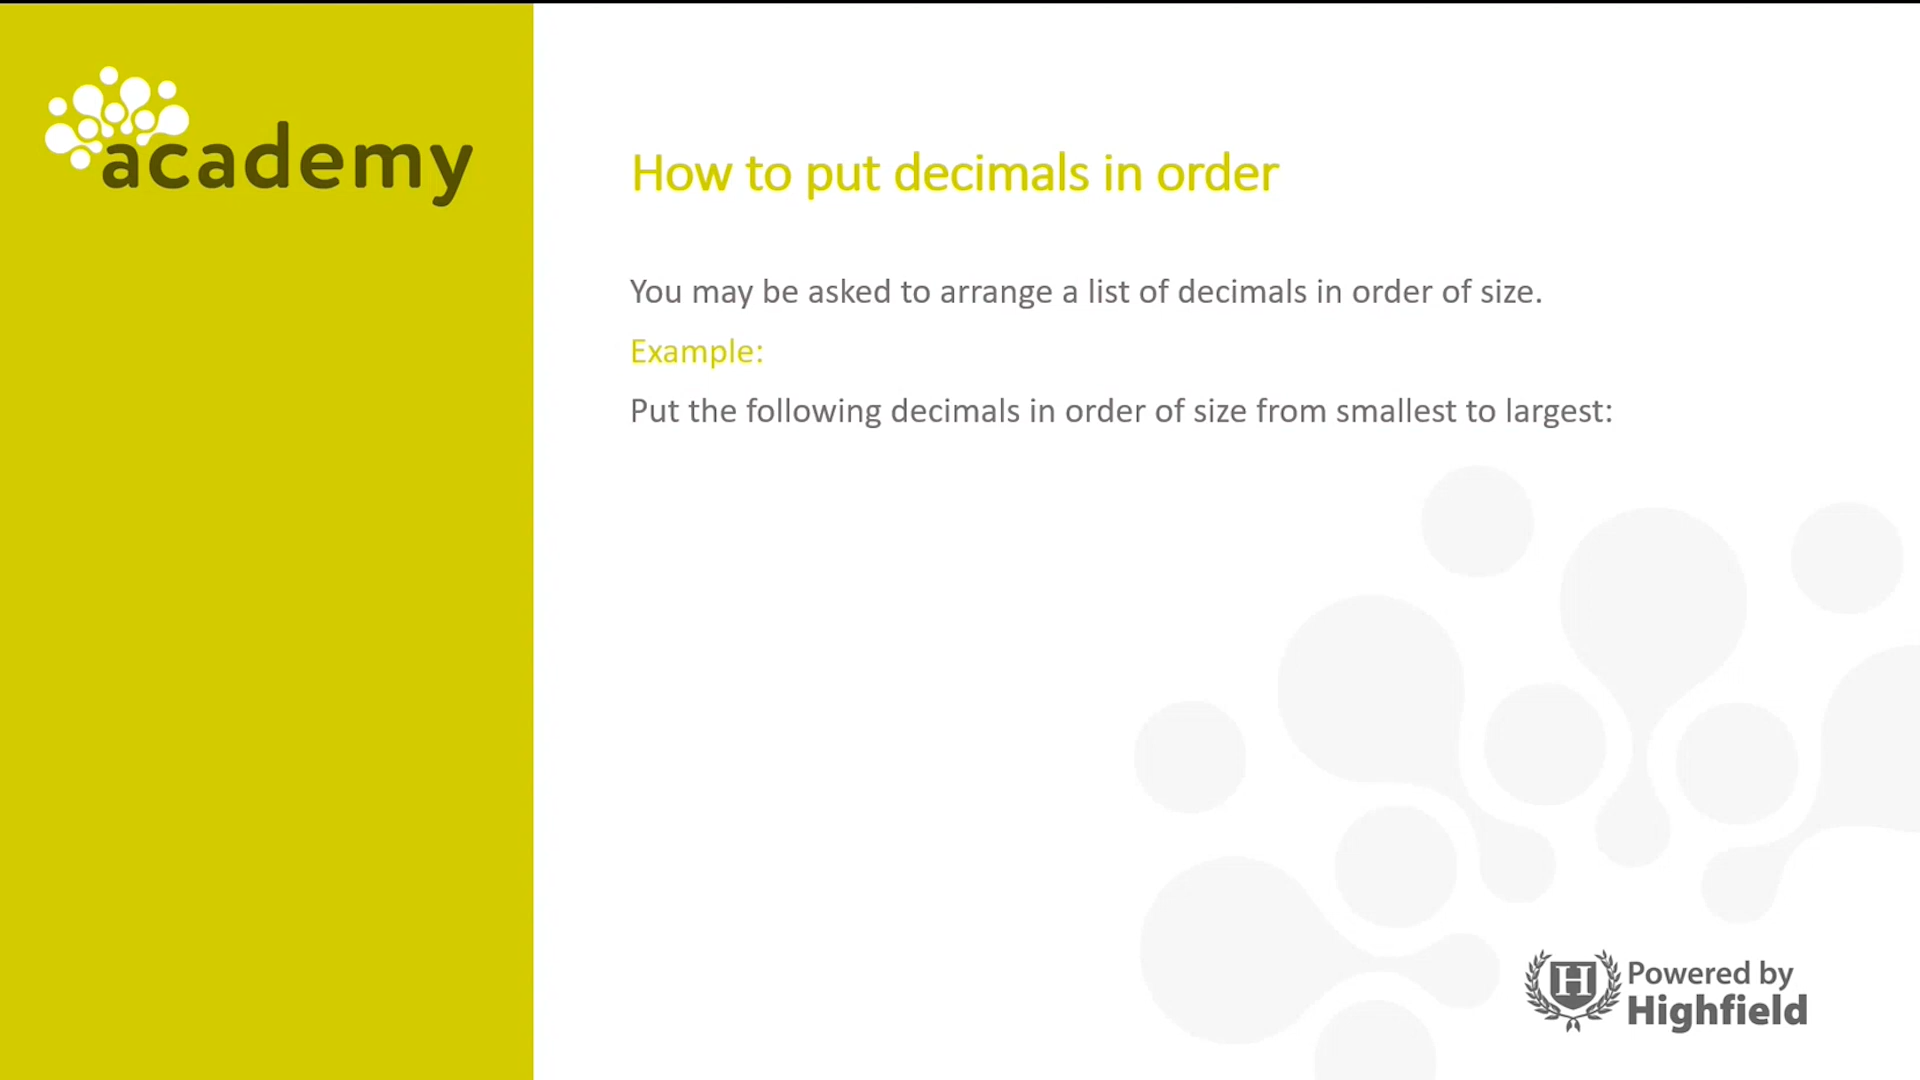 academy
How to put decimals in order
You may be asked to arrange a list of decimals in order of size.
Example:
Put the following decimals in order of size from smallest to largest:
H
Powered by
Highfield